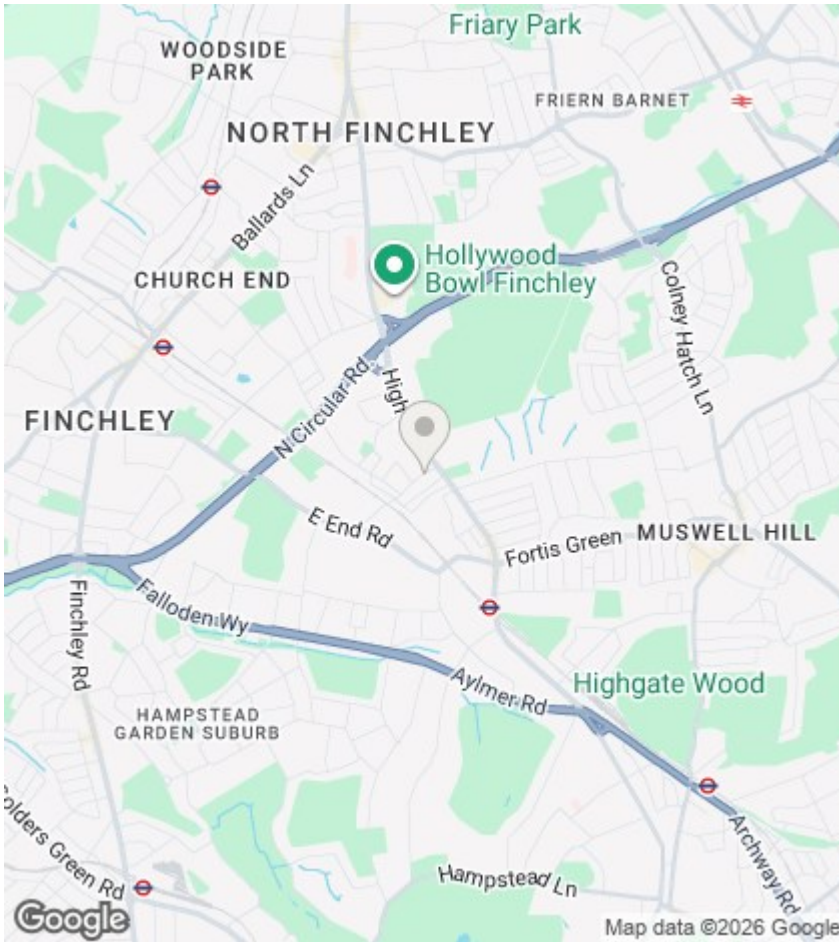 Friary Park
WOODSIDE
PARK
FRIERN BARNET
NORTH FINCHLEY
Ballards Ln
Hollywood
Bowl Finchley
CHURCH END
Colney Hatch Ln
N Circular Rd
High
FINCHLEY
E End Rd
Fortis Green
MUSWELL HILL
Falloden Wy
Finchley Rd
Aylmer Rd
Highgate Wood
HAMPSTEAD
GARDEN SUBURB
olders Green Rd
Archway Rd
Hampstead Ln
Google
Map data ©2026 Google